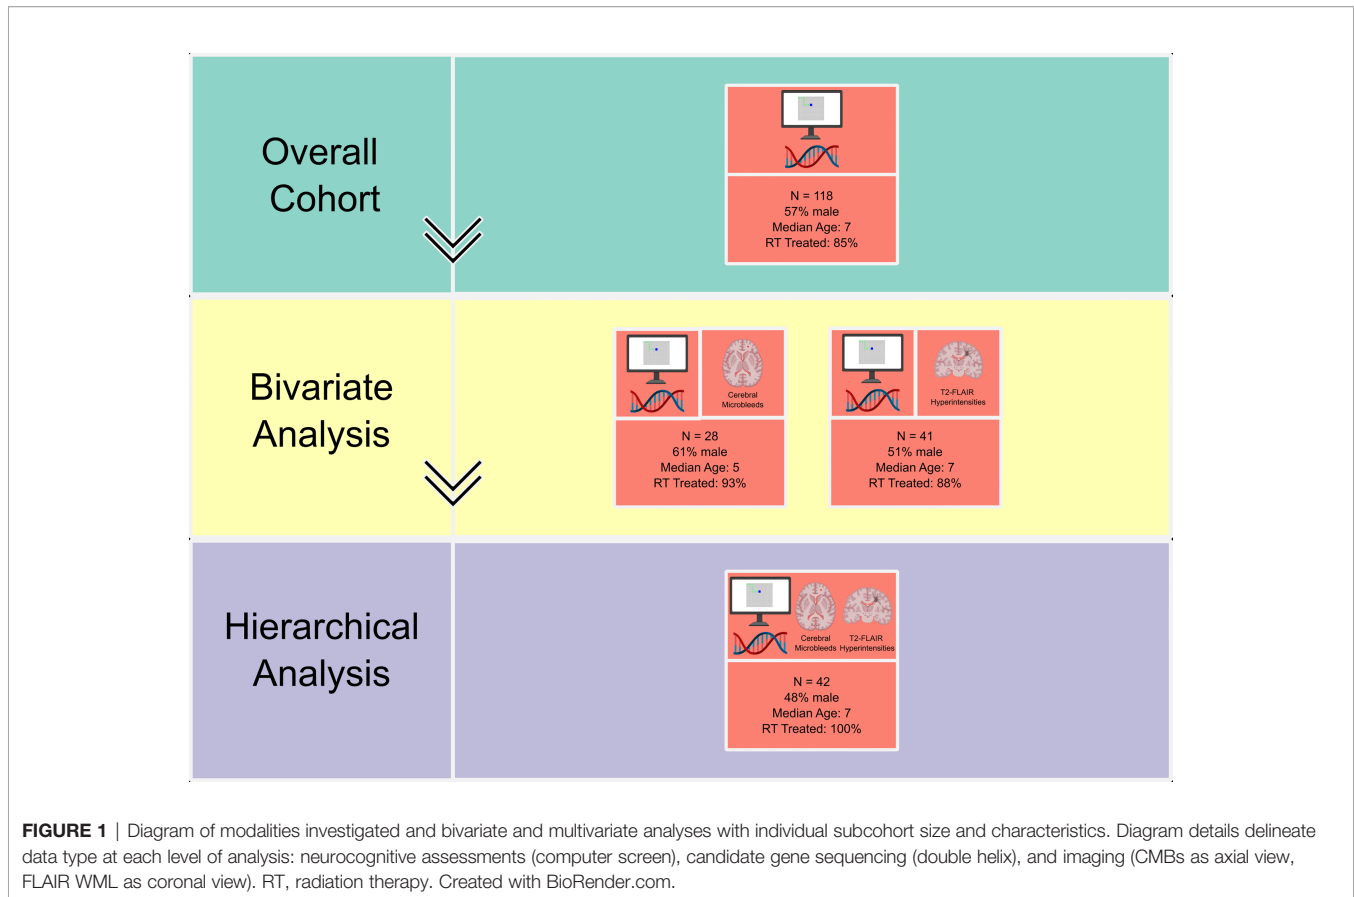 Overall
Cohort
N = 118
57% male
Median Age: 7
RT Treated: 85%
Bivariate
Analysis
Cerebral
Microbleeds
N = 28
61% male
Median Age: 5
RT Treated: 93%
T2-FLAIR
Hyperintensities
N = 41
51% male
Median Age: 7
RT Treated: 88%
Hierarchical
Analysis
Cerebral
Microbleeds
T2-FLAIR
Hyperintensities
N = 42
48% male
Median Age: 7
RT Treated: 100%
FIGURE 1 | Diagram of modalities investigated and bivariate and multivariate analyses with individual subcohort size and characteristics. Diagram details delineate
data type at each level of analysis: neurocognitive assessments (computer screen), candidate gene sequencing (double helix), and imaging (CMBs as axial view,
FLAIR WML as coronal view). RT, radiation therapy. Created with BioRender.com.